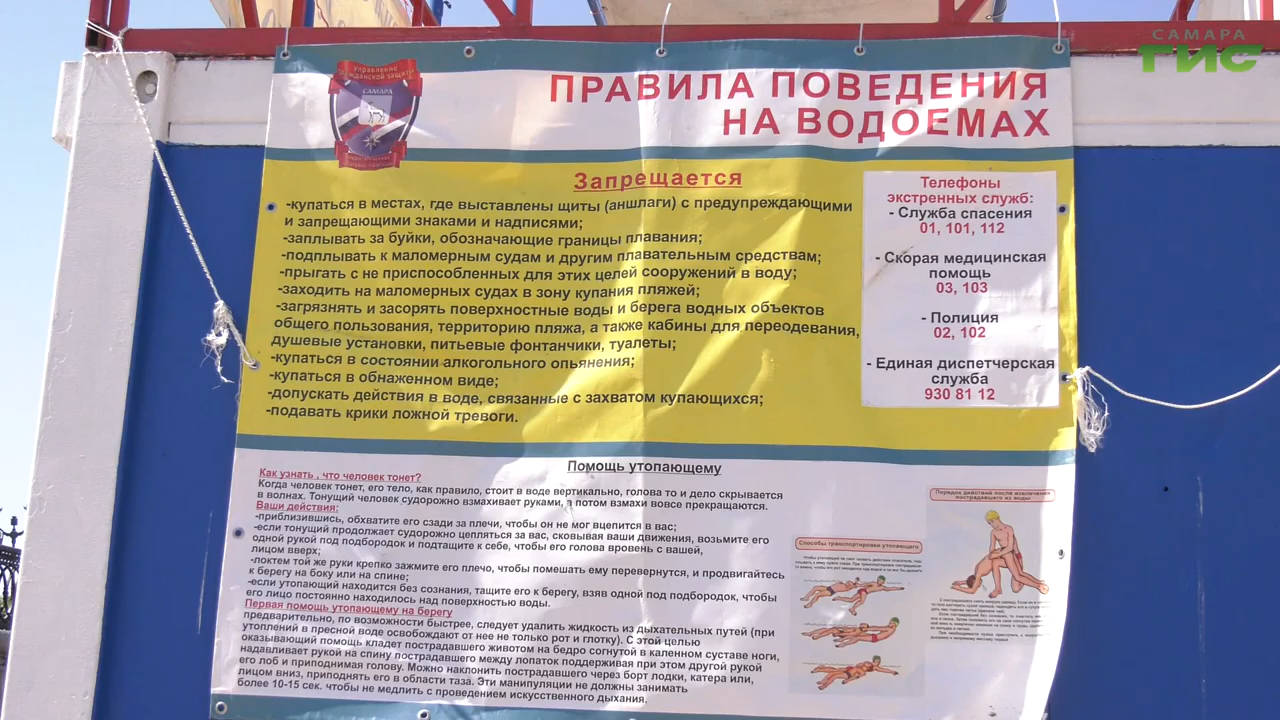 САМАРА
ГИС
управление
гражданской защиты
САМАРА
ПРАВИЛА ПОВЕДЕНИЯ
НА ВОДОЕМАХ
Запрещается
-купаться в местах, где выставлены щиты (аншлаги) с предупреждающими
и запрещающими знаками и надписями;
-заплывать за буйки, обозначающие границы плавания;
-подплывать к маломерным судам и другим плавательным средствам;
-прыгать с не приспособленных для этих целей сооружений в воду;
-заходить на маломерных судах в зону купания пляжей;
-загрязнять и засорять поверхностные воды и берега водных объектов
общего пользования, территорию пляжа, а также кабины для переодевания,
душевые установки, питьевые фонтанчики, туалеты;
-купаться в состоянии алкогольного опьянения;
-купаться в обнаженном виде;
-допускать действия в воде, связанные с захватом купающихся;
-подавать крики ложной тревоги.
Телефоны
экстренных служб:
- Служба спасения
01, 101, 112
- Скорая медицинская
помощь
03, 103
- Полиция
02, 102
- Единая диспетчерская
служба
930 81 12
Помощь утопающему
Как узнать , что человек тонет?
Когда человек тонет, его тело, как правило, стоит в воде вертикально, голова то и дело скрывается
в волнах. Тонущий человек судорожно взмахивает руками, а потом взмахи вовсе прекращаются.
Ваши действия:
-приблизившись, обхватите его сзади за плечи, чтобы он не мог вцепится в вас;
-если тонущий продолжает судорожно цепляться за вас, сковывая ваши движения, возьмите его
одной рукой под подбородок и подтащите к себе, чтобы его голова вровень с вашей,
лицом вверх;
-локтем той же руки крепко зажмите его плечо, чтобы помешать ему перевернутся, и продвигайтесь
к берегу на боку или на спине;
-если утопающий находится без сознания, тащите его к берегу, взяв одной под подбородок, чтобы
его лицо постоянно находилось над поверхностью воды.
Первая помощь утопающему на берегу
предварительно, по возможности быстрее, следует удалить жидкость из дыхательных путей (при
утоплений в пресной воде освобождают от нее не только рот и глотку). С этой целью
оказывающий помощь кладет пострадавшего животом на бедро согнутой в каленном суставе ноги,
надавливает рукой на спину пострадавшего между лопаток поддерживая при этом другой рукой
его лоб и приподнимая голову. Можно наклонить пострадавшего через борт лодки, катера или,
лицом вниз, приподнять его в области таза. Эти манипуляции не должны занимать
более 10-15 сек. чтобы не медлить с проведением искусственного дыхания.
Способы транспортировки утопающего
Порядок действий после извлечения
пострадавшего из воды